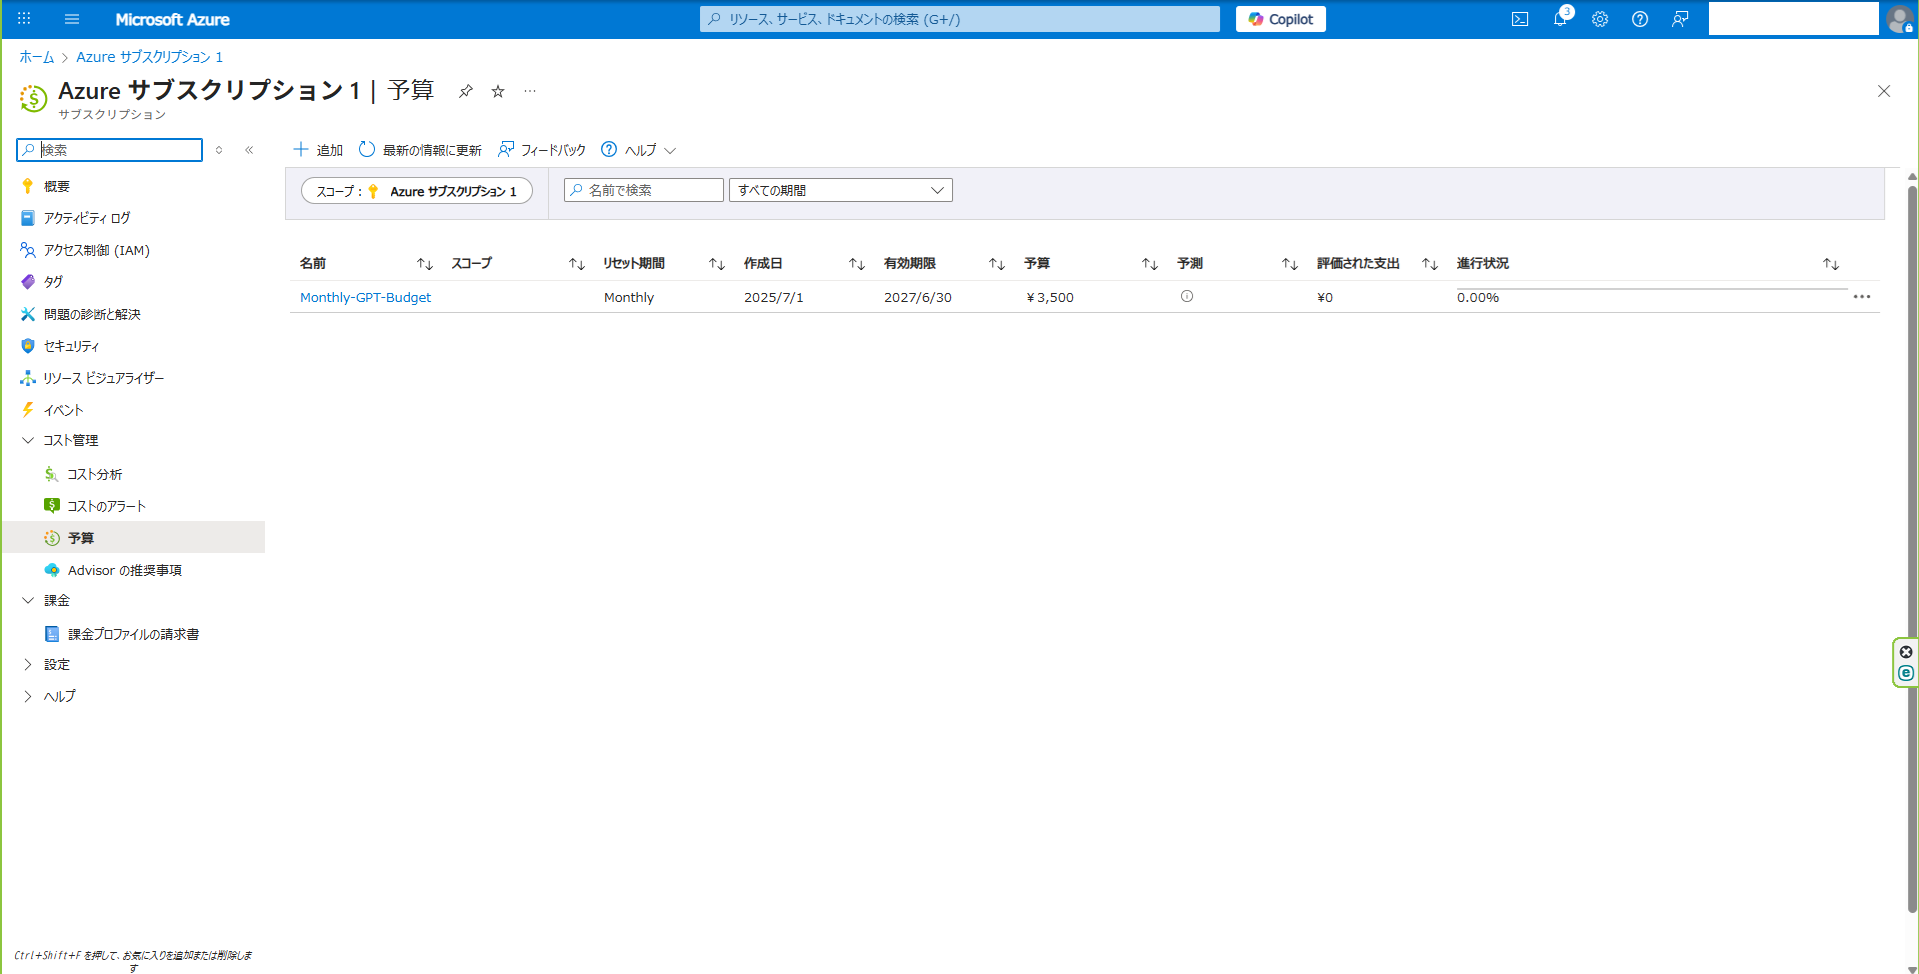 Microsoft Azure
リソース、サービス、ドキュメントの検索 (G+/)
Copilot
3
ホーム > Azure サブスクリプション 1
Azure サブスクリプション 1 | 予算
サブスクリプション
検索
追加
最新の情報に更新
フィードバック
ヘルプ
スコープ : Azure サブスクリプション 1
名前で検索
すべての期間
概要
アクティビティ ログ
アクセス制御 (IAM)
タグ
問題の診断と解決
セキュリティ
リソース ビジュアライザー
イベント
コスト管理
コスト分析
コストのアラート
予算
Advisor の推奨事項
課金
課金プロファイルの請求書
設定
ヘルプ
名前 スコープ リセット期間 作成日 有効期限 予算 予測 評価された支出 進行状況
Monthly-GPT-Budget Monthly 2025/7/1 2027/6/30 ¥3,500 ¥0 0.00%
Ctrl+Shift+F を押して、お気に入りを追加または削除しま
す